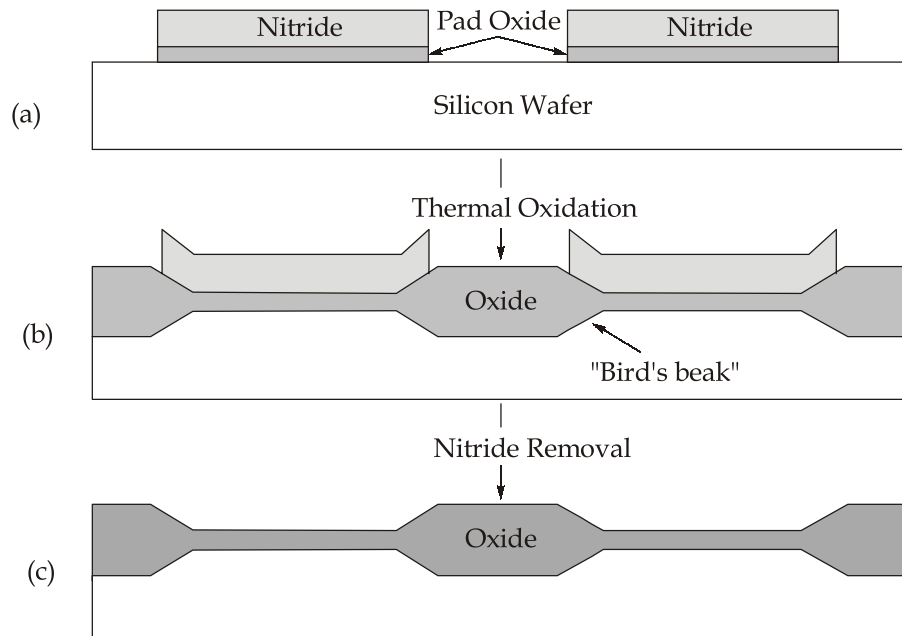 Nitride
Pad Oxide
Nitride
(a)
Silicon Wafer
Thermal Oxidation
(b)
Oxide
"Bird's beak"
Nitride Removal
(c)
Oxide